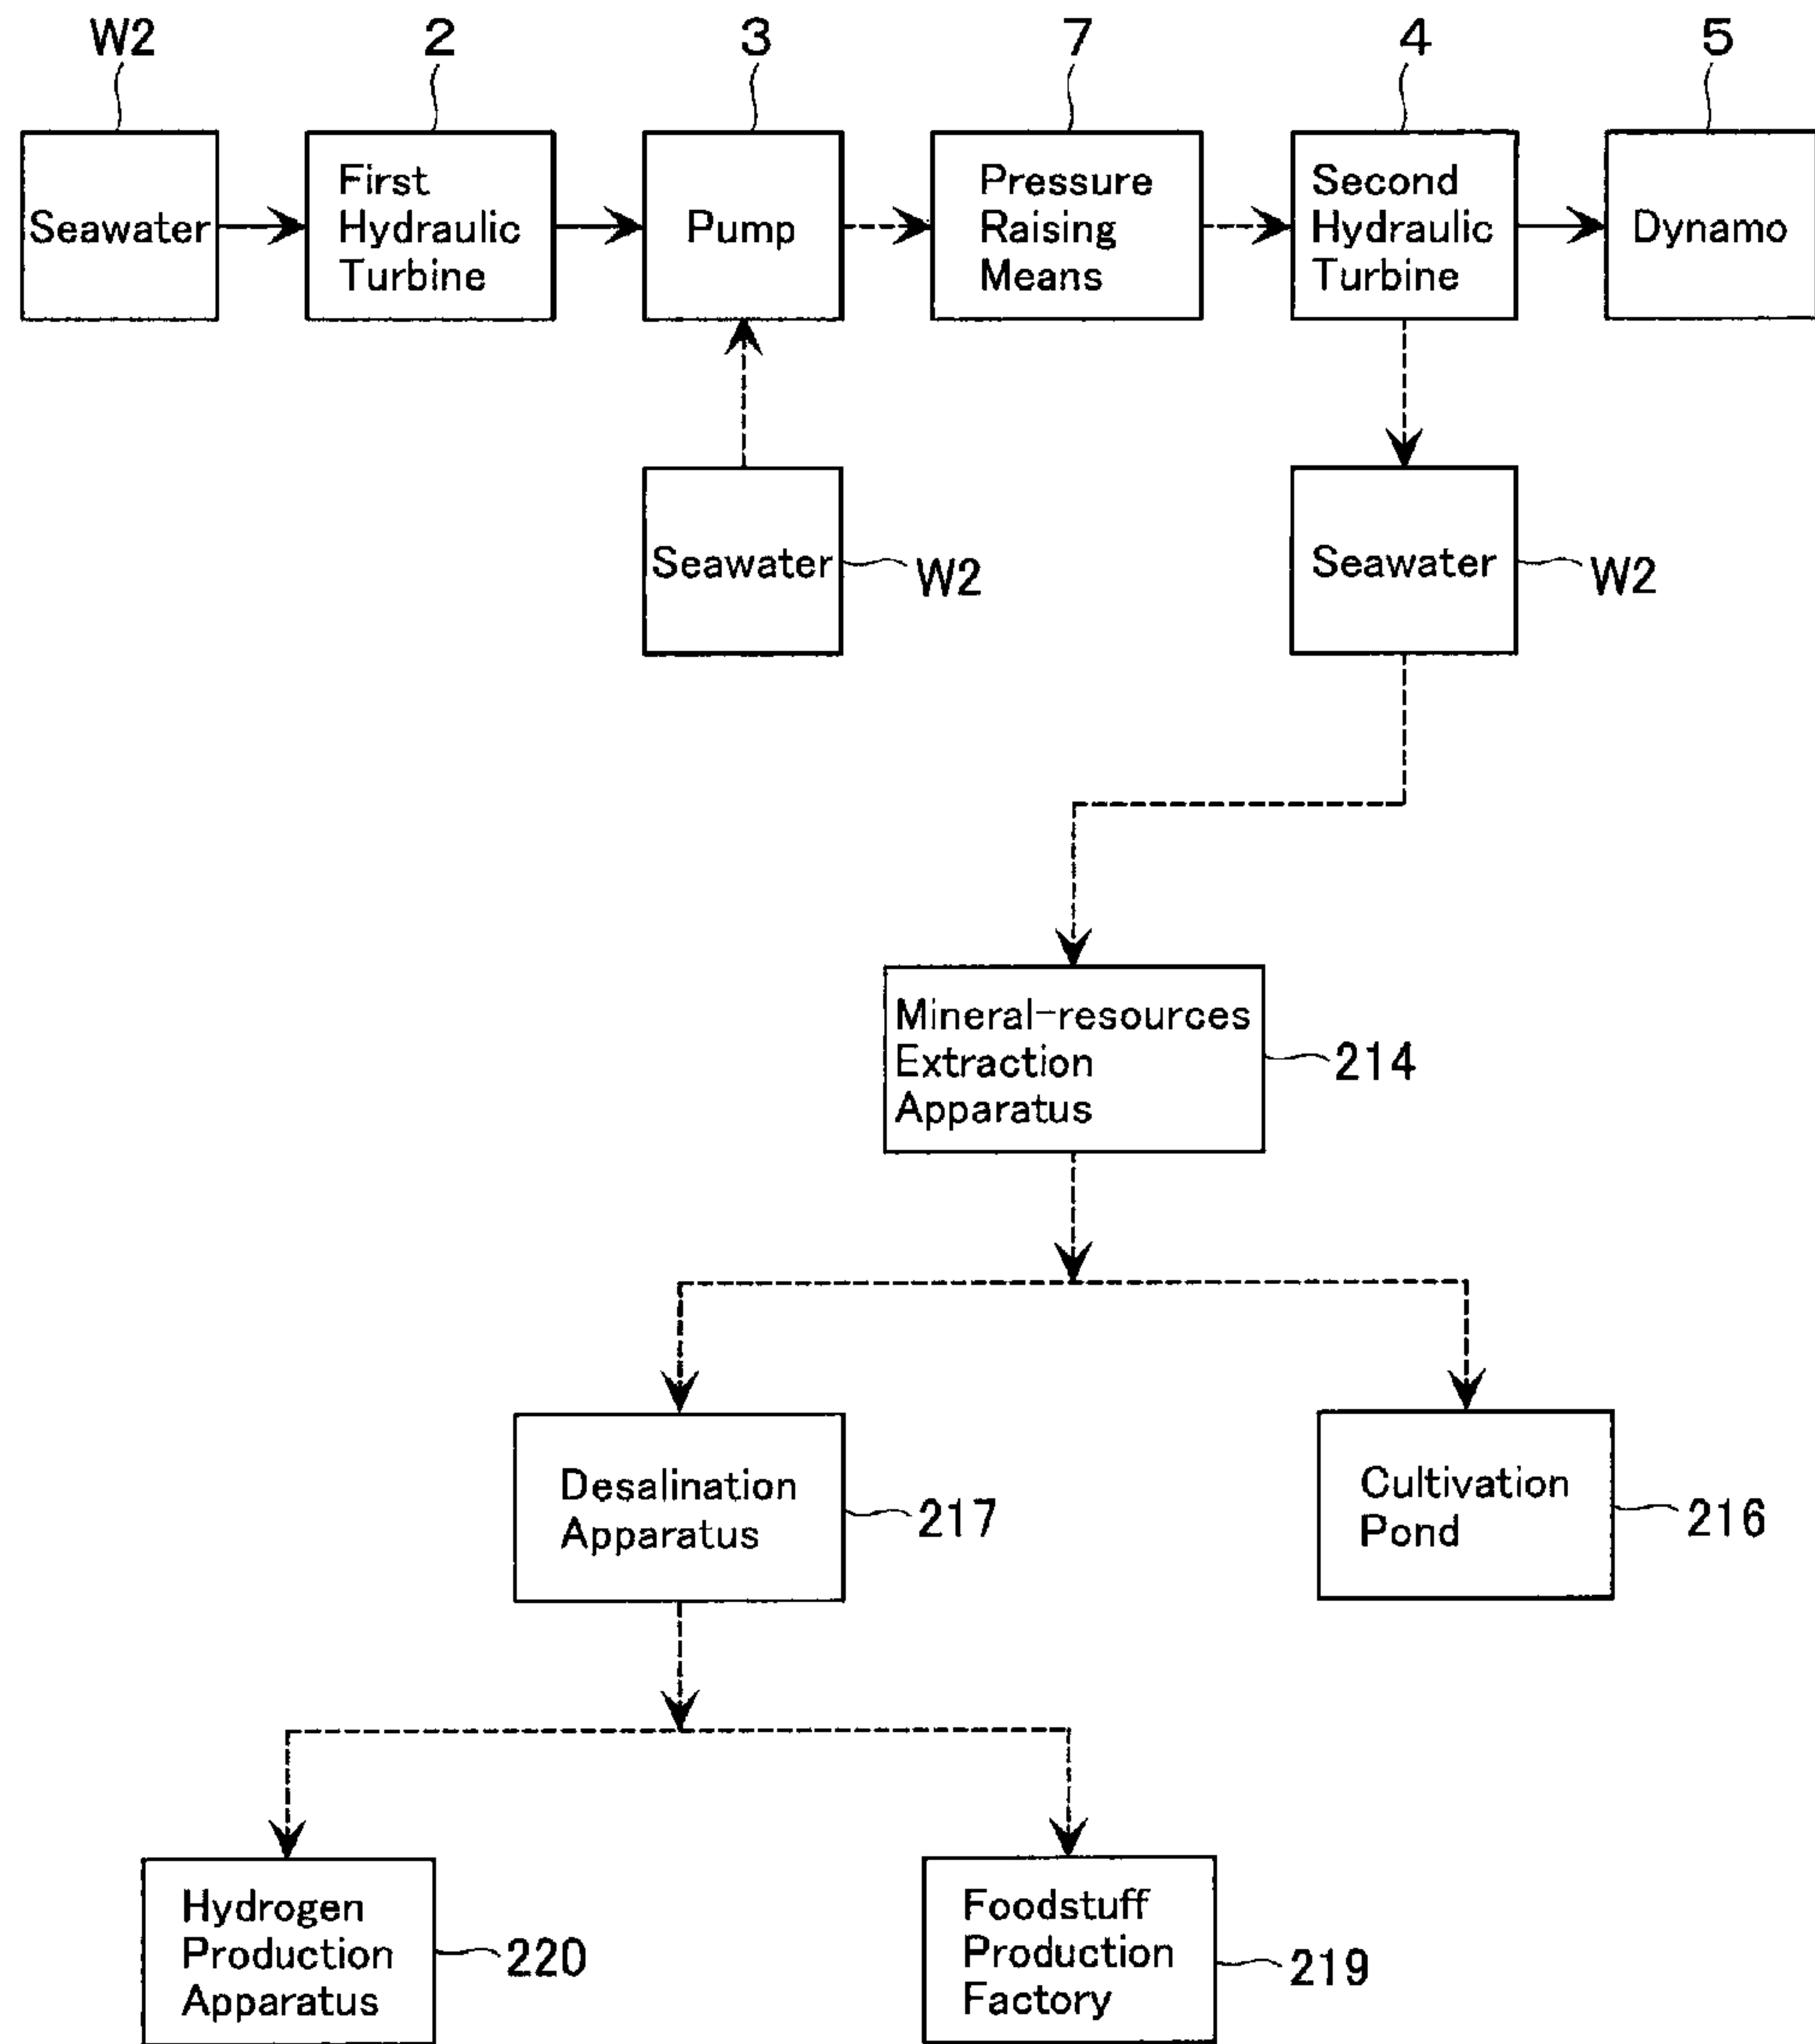 W2
2
3
7
4
5
Seawater
First
Hydraulic
Turbine
Pump
Pressure
Raising
Means
Second
Hydraulic
Turbine
Dynamo
Seawater
W2
Seawater
W2
Mineral-resources
Extraction
Apparatus
214
Desalination
Apparatus
217
Cultivation
Pond
216
Hydrogen
Production
Apparatus
220
Foodstuff
Production
Factory
219